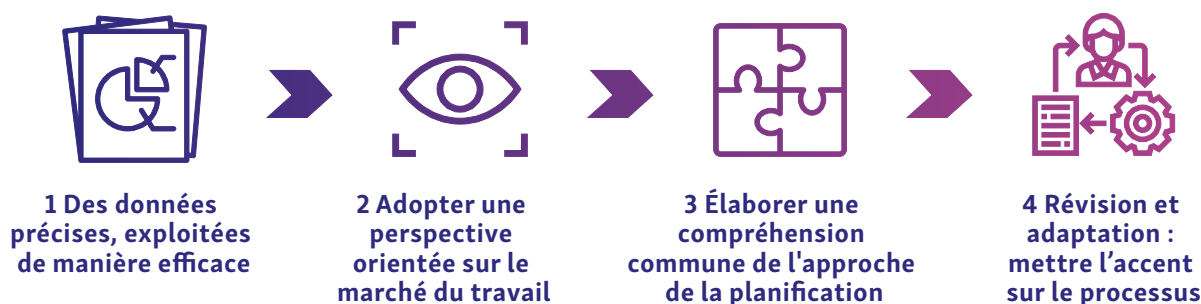 1 Des données
précises, exploitées
de manière efficace
2 Adopter une
perspective
orientée sur le
marché du travail
3 Élaborer une
compréhension
commune de l'approche
de la planification
4 Révision et
adaptation :
mettre l’accent
sur le processus